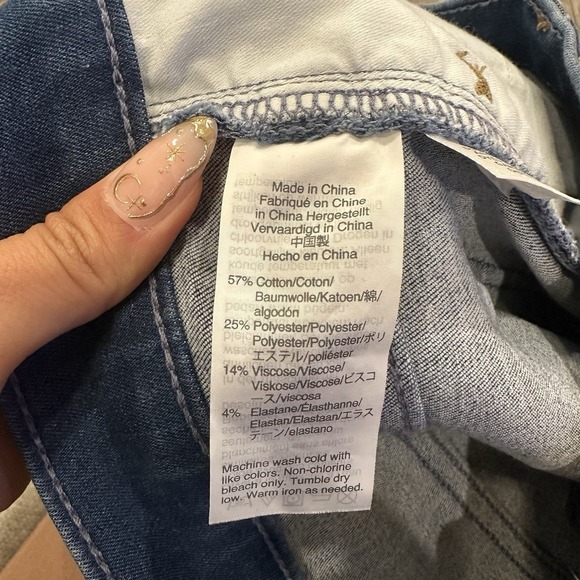 Made in China
Fabriqué en Chine
in China Hergestellt
Vervaardigd in China
中国製
Hecho en China
57% Cotton/Coton/
Baumwolle/Katoen/綿/
algodón
25% Polyester/Polyester/
Polyester/Polyester/ポリ
エステル/poliéster
14% Viscose/Viscose/
Viskose/Viscose/ビスコ
ース/viscosa
4% Elastane/Élasthanne/
Elastan/Elastaan/エラス
テーン/elastano
Machine wash cold with
like colors. Non-chlorine
bleach only. Tumble dry
low. Warm iron as needed.